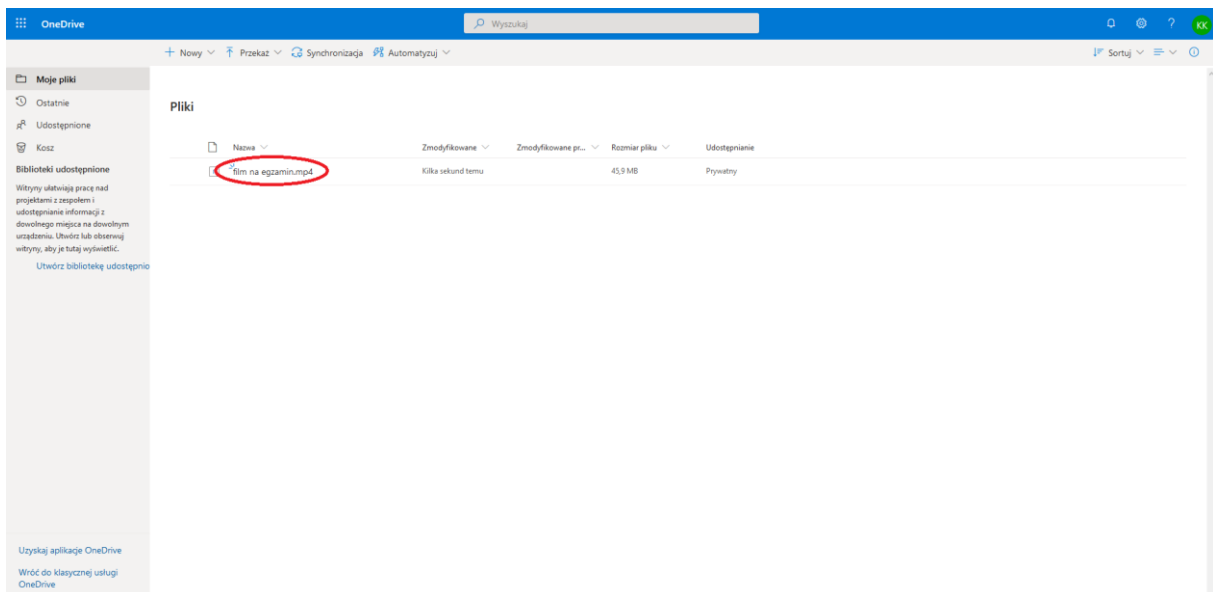 OneDrive
Wyszukaj
?
KK
+ Nowy
Przekaż
Synchronizacja
Automatyzuj
Sortuj
Moje pliki
Ostatnie
Udostępnione
Kosz
Biblioteki udostępnione
Witryny ułatwiają pracę nad
projektami z zespołem i
udostępnianie informacji z
dowolnego miejsca na dowolnym
urządzeniu. Utwórz lub obserwuj
witryny, aby je tutaj wyświetlić.
Utwórz bibliotekę udostępnio
Uzyskaj aplikacje OneDrive
Wróć do klasycznej usługi
OneDrive
Pliki
Nazwa Zmodyfikowane Zmodyfikowane pr... Rozmiar pliku Udostępnianie
film na egzamin.mp4 Kilka sekund temu 45,9 MB Prywatny